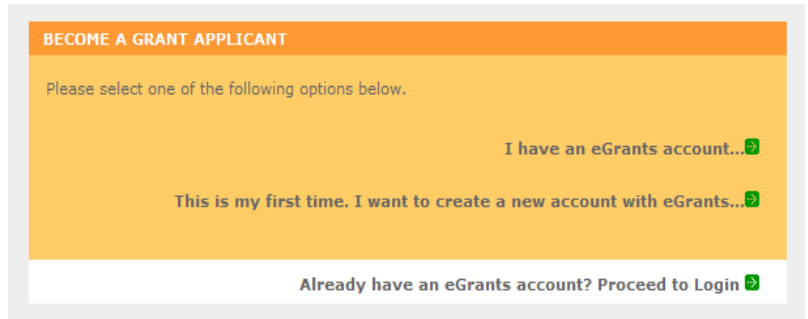 BECOME A GRANT APPLICANT
Please select one of the following options below.
I have an eGrants account...
This is my first time. I want to create a new account with eGrants...
Already have an eGrants account? Proceed to Login